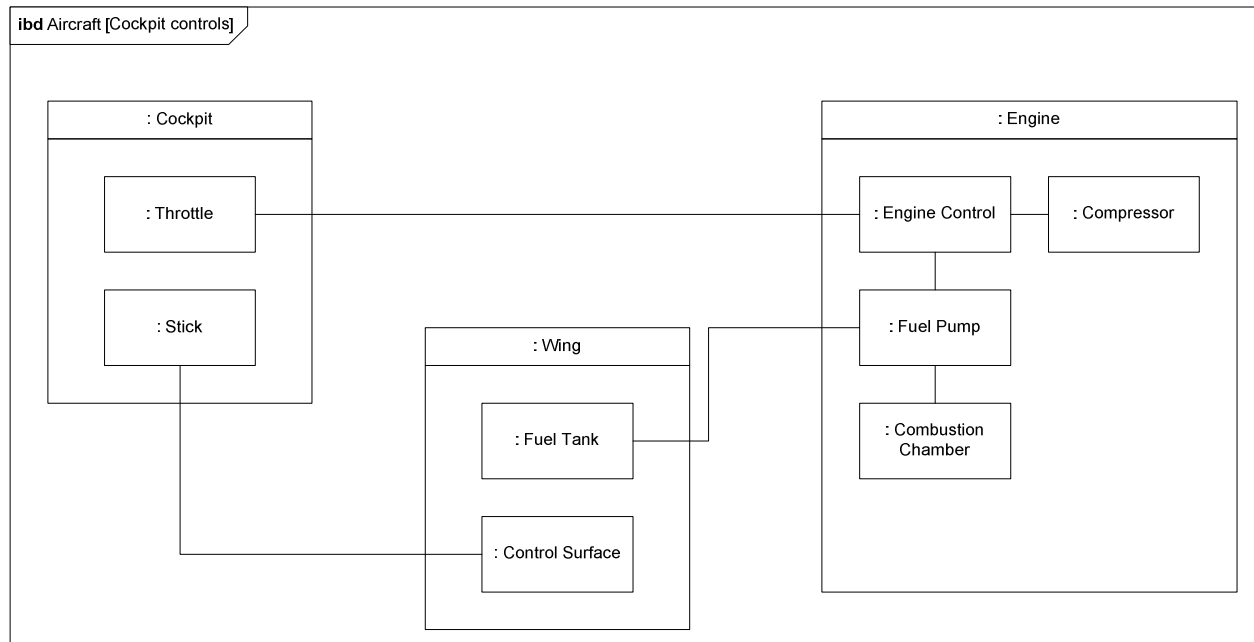 ibd Aircraft [Cockpit controls]
: Cockpit
: Throttle
: Stick
: Wing
: Fuel Tank
: Control Surface
: Engine
: Engine Control
: Compressor
: Fuel Pump
: Combustion
Chamber